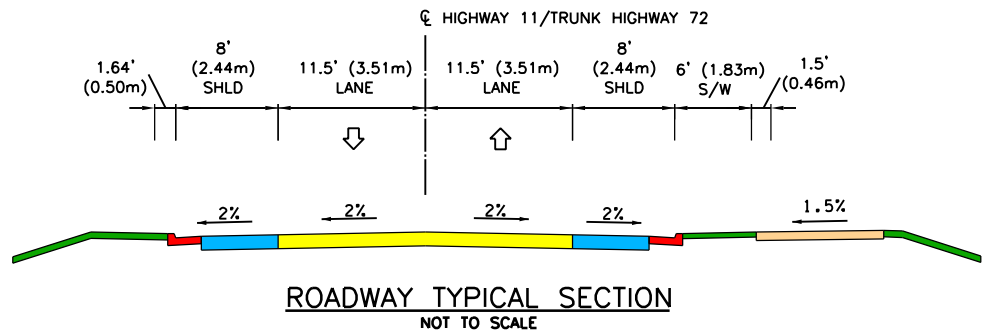 ℄ HIGHWAY 11/TRUNK HIGHWAY 72
1.64'
(0.50m)
8'
(2.44m)
SHLD
11.5' (3.51m)
LANE
11.5' (3.51m)
LANE
8'
(2.44m)
SHLD
6' (1.83m)
S/W
1.5'
(0.46m)
2%
2%
2%
2%
1.5%
ROADWAY TYPICAL SECTION
NOT TO SCALE